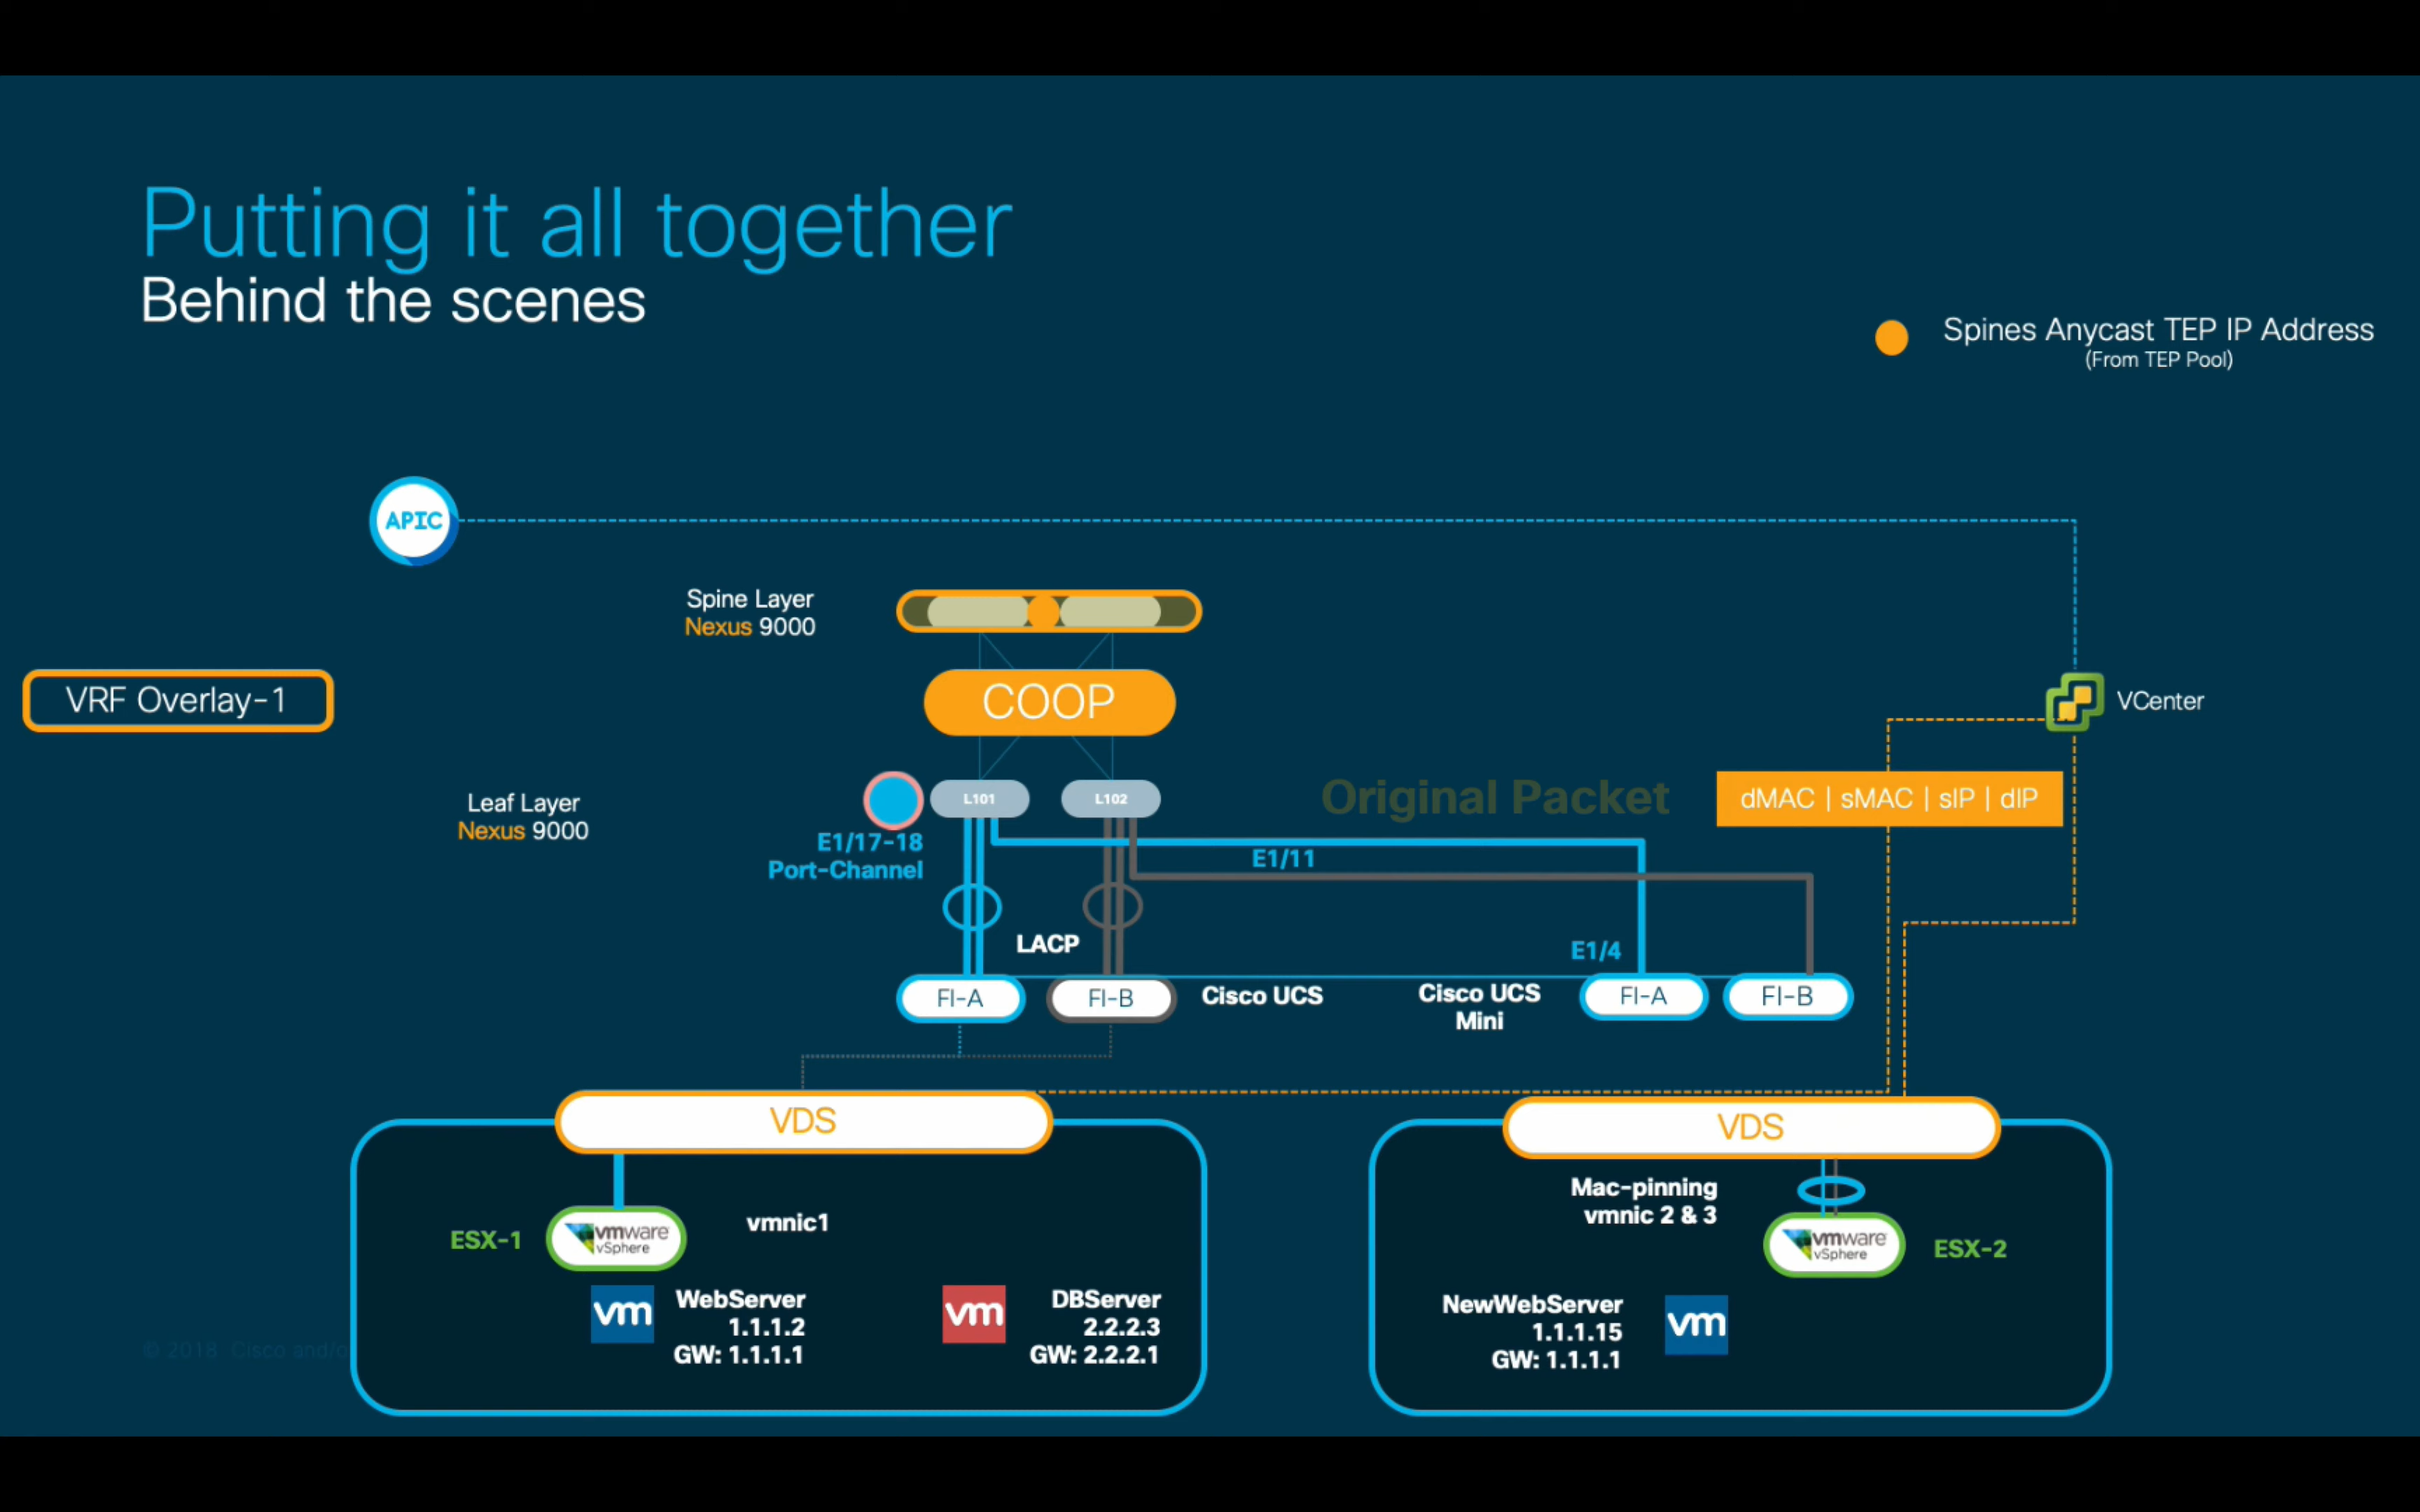 Putting it all together
Behind the scenes
Spines Anycast TEP IP Address
(From TEP Pool)
APIC
Spine Layer
Nexus 9000
VRF Overlay-1
COOP
VCenter
Leaf Layer
Nexus 9000
L101
L102
Original Packet
dMAC | sMAC | sIP | dIP
E1/17-18
Port-Channel
E1/11
LACP
E1/4
FI-A
FI-B
Cisco UCS
Cisco UCS
Mini
FI-A
FI-B
VDS
VDS
ESX-1
vmware
vSphere
vmnic1
Mac-pinning
vmnic 2 & 3
vmware
vSphere
ESX-2
vm
WebServer
1.1.1.2
GW: 1.1.1.1
vm
DBServer
2.2.2.3
GW: 2.2.2.1
NewWebServer
1.1.1.15
GW: 1.1.1.1
vm
© 2018 Cisco and/